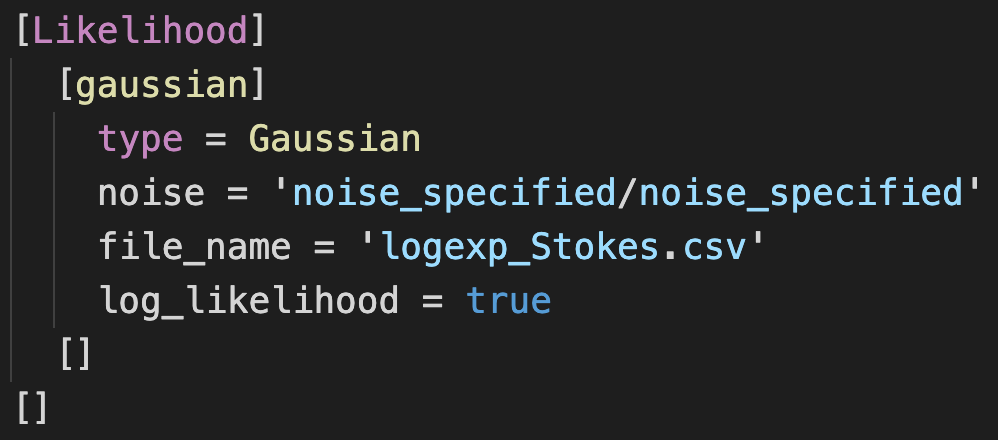 [Likelihood]
[gaussian]
type = Gaussian
noise = 'noise_specified/noise_specified'
file_name = 'logexp_Stokes.csv'
log_likelihood = true
[]
[]